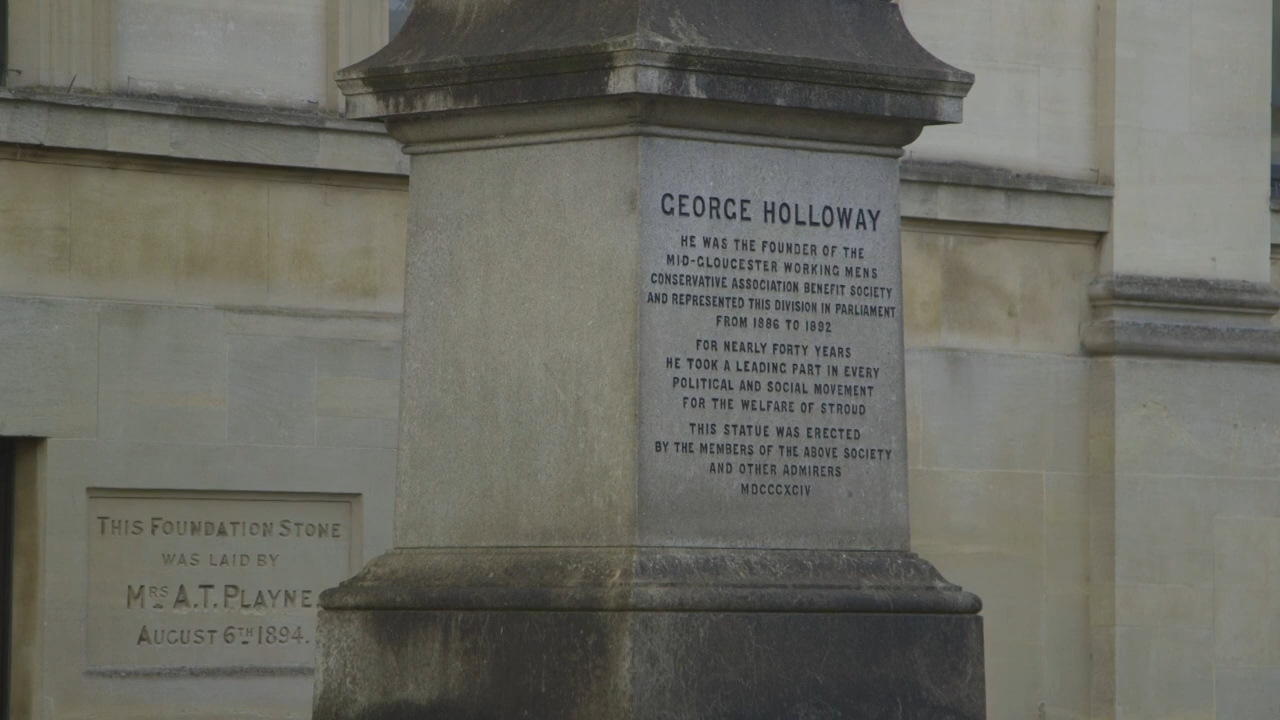 GEORGE HOLLOWAY
HE WAS THE FOUNDER OF THE
MID-GLOUCESTER WORKING MENS
CONSERVATIVE ASSOCIATION BENEFIT SOCIETY
AND REPRESENTED THIS DIVISION IN PARLIAMENT
FROM 1886 TO 1892
FOR NEARLY FORTY YEARS
HE TOOK A LEADING PART IN EVERY
POLITICAL AND SOCIAL MOVEMENT
FOR THE WELFARE OF STROUD
THIS STATUE WAS ERECTED
BY THE MEMBERS OF THE ABOVE SOCIETY
AND OTHER ADMIRERS
MDCCCXCIV
THIS FOUNDATION STONE
WAS LAID BY
MRS A.T. PLAYNE
AUGUST 6TH 1894.